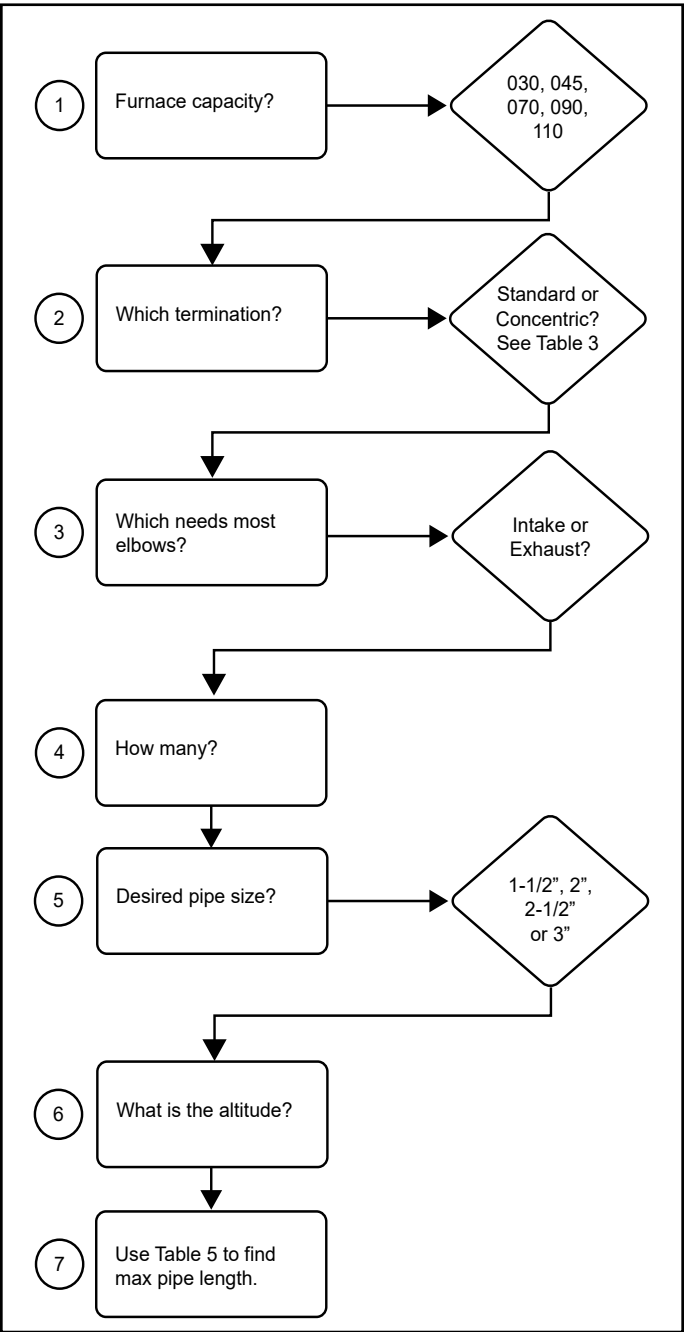 1
Furnace capacity?
030, 045,
070, 090,
110
2
Which termination?
Standard or
Concentric?
See Table 3
3
Which needs most
elbows?
Intake or
Exhaust?
4
How many?
5
Desired pipe size?
1-1/2”, 2”,
2-1/2”
or 3”
6
What is the altitude?
7
Use Table 5 to find
max pipe length.